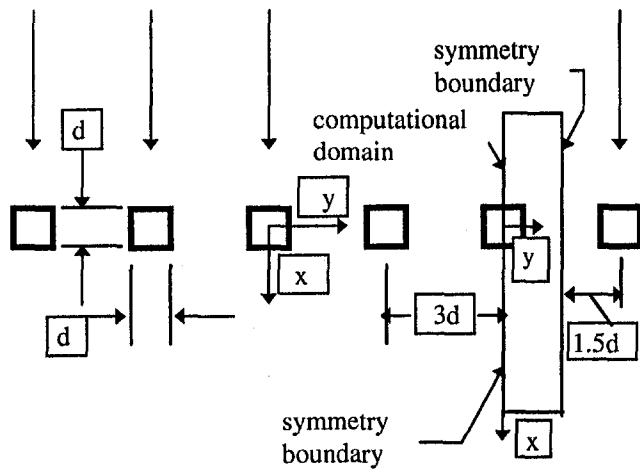 symmetry
boundary
d
computational
domain
y
x
y
d
3d
1.5d
symmetry
boundary
x